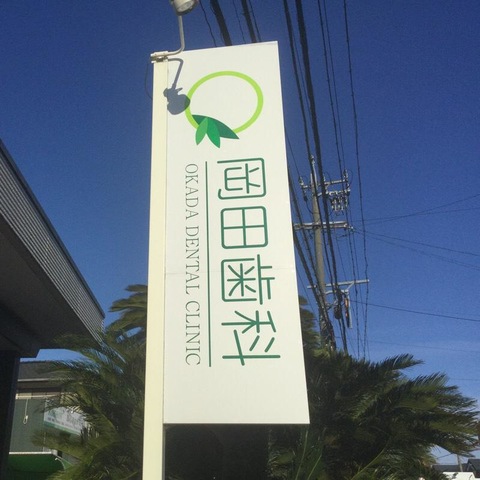 岡田歯科
OKADA DENTAL CLINIC